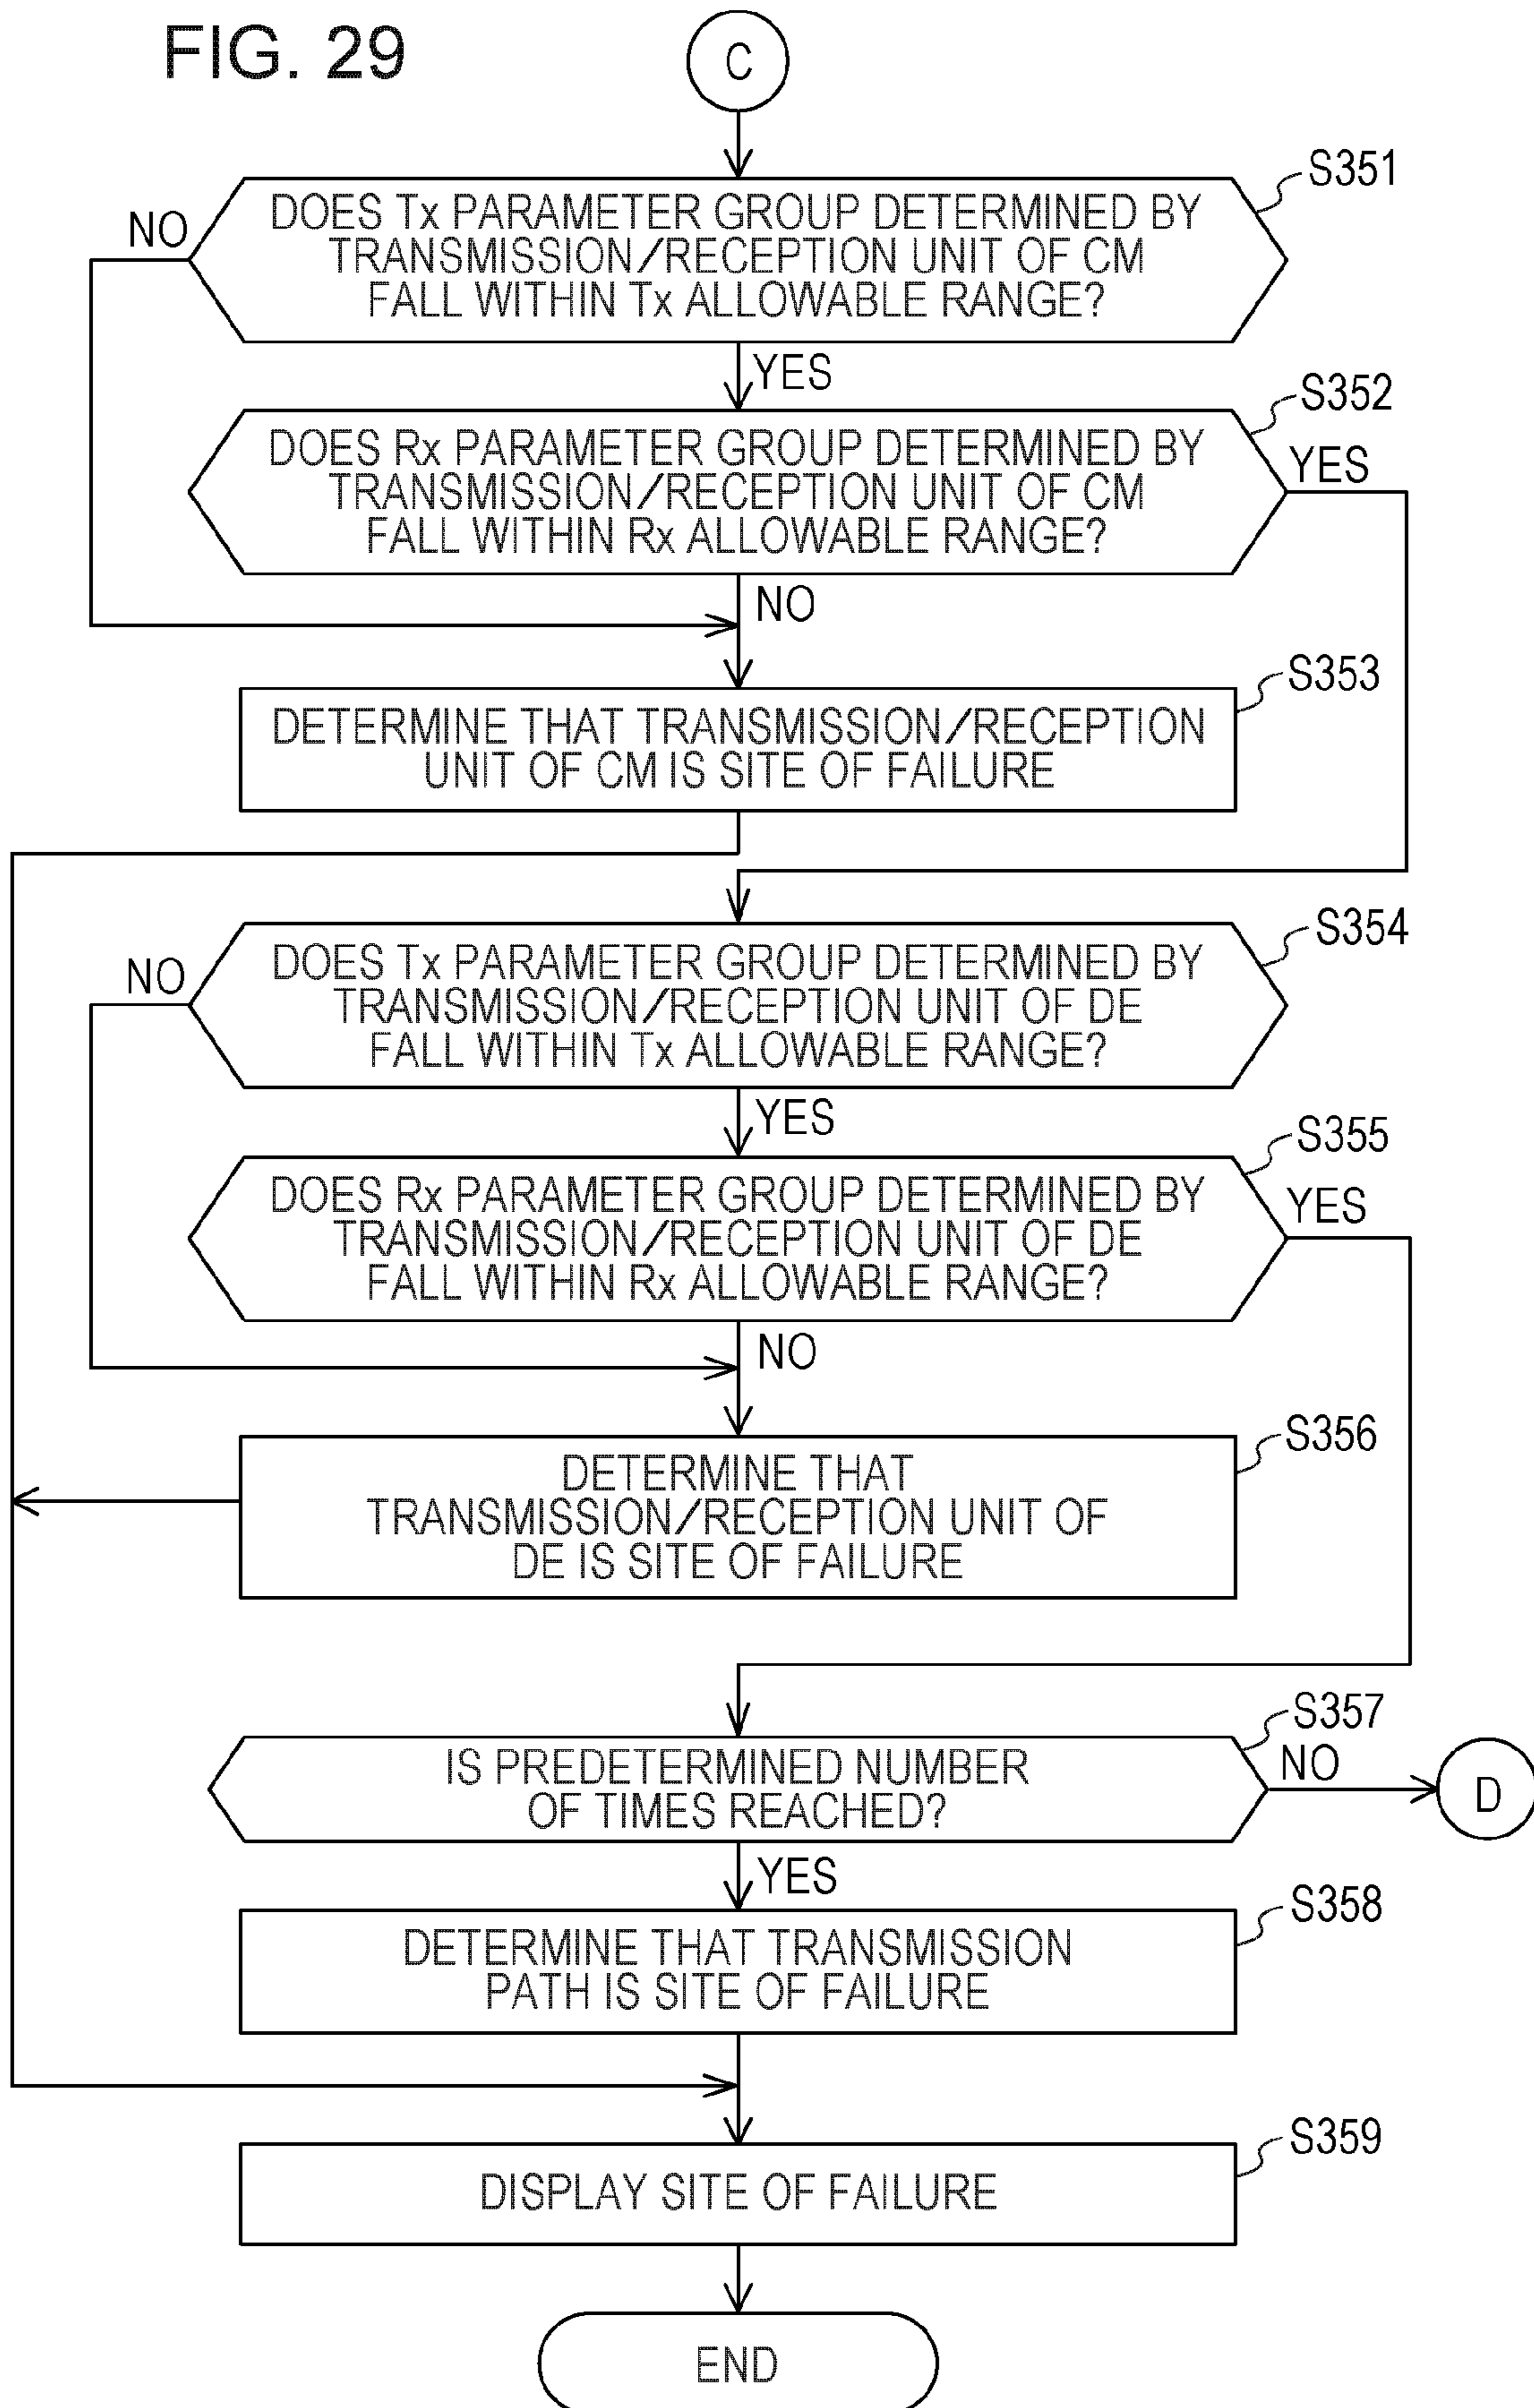 FIG. 29
C
S351
NO
DOES Tx PARAMETER GROUP DETERMINED BY
TRANSMISSION/RECEPTION UNIT OF CM
FALL WITHIN Tx ALLOWABLE RANGE?
YES
S352
DOES Rx PARAMETER GROUP DETERMINED BY
TRANSMISSION/RECEPTION UNIT OF CM
FALL WITHIN Rx ALLOWABLE RANGE?
YES
NO
S353
DETERMINE THAT TRANSMISSION/RECEPTION
UNIT OF CM IS SITE OF FAILURE
S354
NO
DOES Tx PARAMETER GROUP DETERMINED BY
TRANSMISSION/RECEPTION UNIT OF DE
FALL WITHIN Tx ALLOWABLE RANGE?
YES
S355
DOES Rx PARAMETER GROUP DETERMINED BY
TRANSMISSION/RECEPTION UNIT OF DE
FALL WITHIN Rx ALLOWABLE RANGE?
YES
NO
S356
DETERMINE THAT
TRANSMISSION/RECEPTION UNIT OF
DE IS SITE OF FAILURE
S357
IS PREDETERMINED NUMBER
OF TIMES REACHED?
NO
D
YES
S358
DETERMINE THAT TRANSMISSION
PATH IS SITE OF FAILURE
S359
DISPLAY SITE OF FAILURE
END